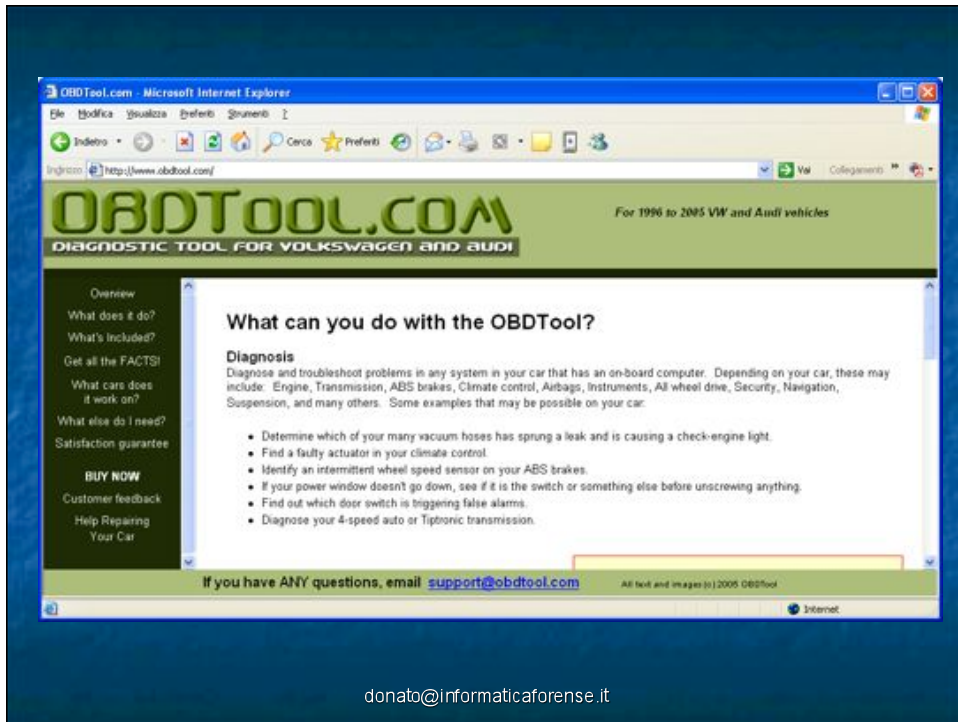 OBDTool.com - Microsoft Internet Explorer
File Modifica Visualizza Preferiti Strumenti ?
Indietro Cerca Preferiti
Indirizzo http://www.obdtool.com/ Vai Collegamenti »
OBDTOOL.COM
DIAGNOSTIC TOOL FOR VOLKSWAGEN AND AUDI
For 1996 to 2005 VW and Audi vehicles
Overview
What does it do?
What's Included?
Get all the FACTS!
What cars does
it work on?
What else do I need?
Satisfaction guarantee
BUY NOW
Customer feedback
Help Repairing
Your Car
What can you do with the OBDTool?
Diagnosis
Diagnose and troubleshoot problems in any system in your car that has an on-board computer. Depending on your car, these may
include: Engine, Transmission, ABS brakes, Climate control, Airbags, Instruments, All wheel drive, Security, Navigation,
Suspension, and many others. Some examples that may be possible on your car:
• Determine which of your many vacuum hoses has sprung a leak and is causing a check-engine light.
• Find a faulty actuator in your climate control.
• Identify an intermittent wheel speed sensor on your ABS brakes.
• If your power window doesn't go down, see if it is the switch or something else before unscrewing anything.
• Find out which door switch is triggering false alarms.
• Diagnose your 4-speed auto or Tiptronic transmission.
If you have ANY questions, email support@obdtool.com
All text and images (c) 2005 OBDTool
Internet
donato@informaticaforense.it